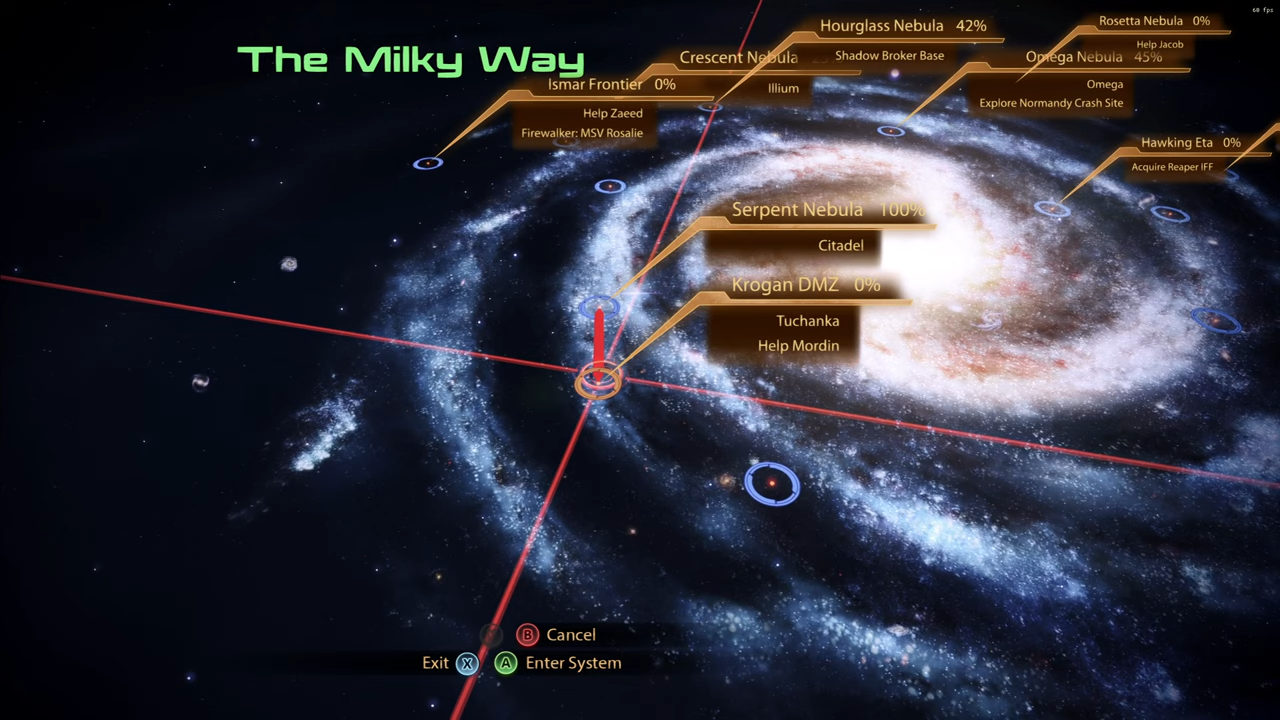 60 fps
The Milky Way
Hourglass Nebula 42%
Shadow Broker Base
Rosetta Nebula 0%
Help Jacob
Crescent Nebula
Illium
Omega Nebula 45%
Omega
Explore Normandy Crash Site
Ismar Frontier 0%
Help Zaeed
Firewalker: MSV Rosalie
Hawking Eta 0%
Acquire Reaper IFF
Serpent Nebula 100%
Citadel
Krogan DMZ 0%
Tuchanka
Help Mordin
B Cancel
Exit X A Enter System